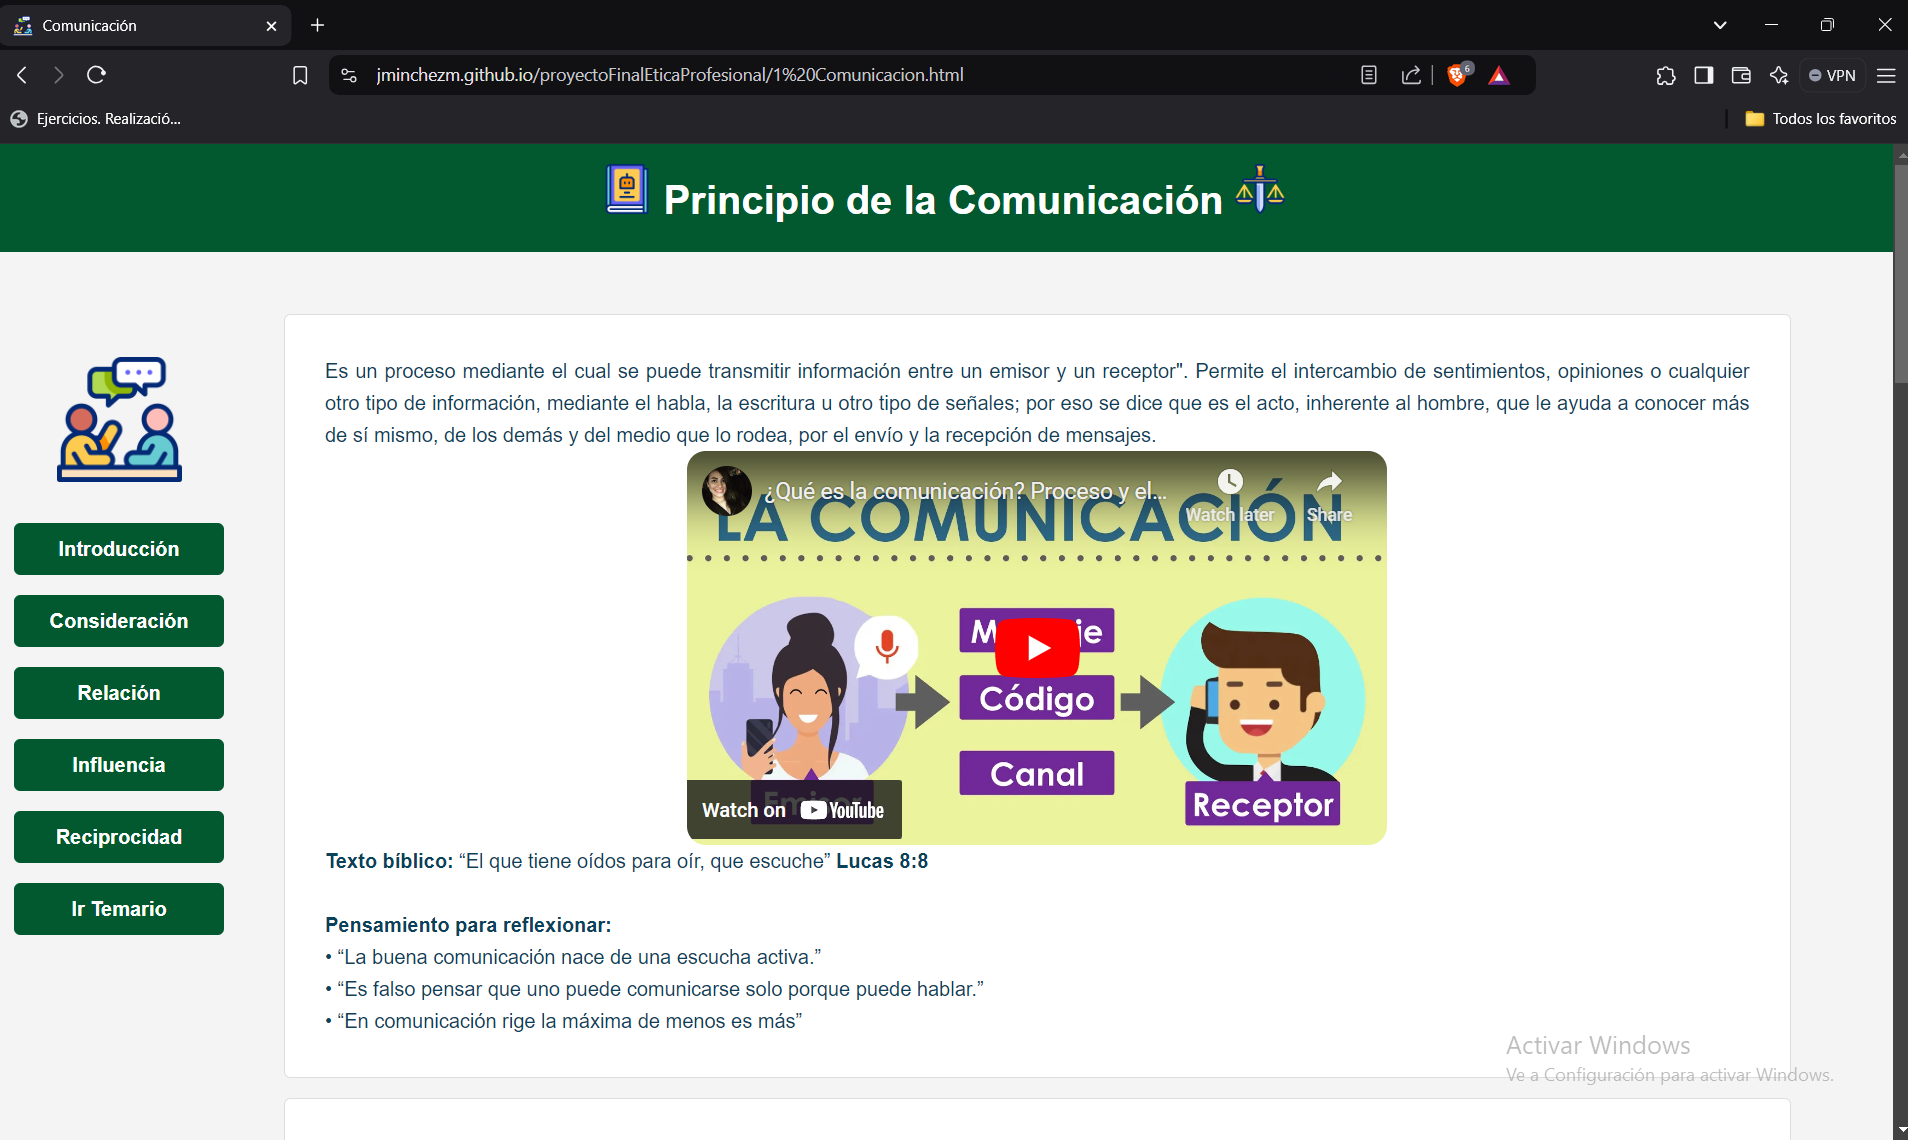 Comunicación
jminchezm.github.io/proyectoFinalEticaProfesional/1%20Comunicacion.html
6
VPN
Ejercicios. Realizació...
Todos los favoritos
Principio de la Comunicación
Es un proceso mediante el cual se puede transmitir información entre un emisor y un receptor". Permite el intercambio de sentimientos, opiniones o cualquier
otro tipo de información, mediante el habla, la escritura u otro tipo de señales; por eso se dice que es el acto, inherente al hombre, que le ayuda a conocer más
de sí mismo, de los demás y del medio que lo rodea, por el envío y la recepción de mensajes.
Introducción
Consideración
Relación
Influencia
Reciprocidad
Ir Temario
¿Qué es la comunicación? Proceso y el...
Watch later
Share
LA COMUNICACIÓN
Código
Canal
Emisor
Receptor
Watch on YouTube
Texto bíblico: “El que tiene oídos para oír, que escuche” Lucas 8:8
Pensamiento para reflexionar:
• “La buena comunicación nace de una escucha activa.”
• “Es falso pensar que uno puede comunicarse solo porque puede hablar.”
• “En comunicación rige la máxima de menos es más”
Activar Windows
Ve a Configuración para activar Windows.